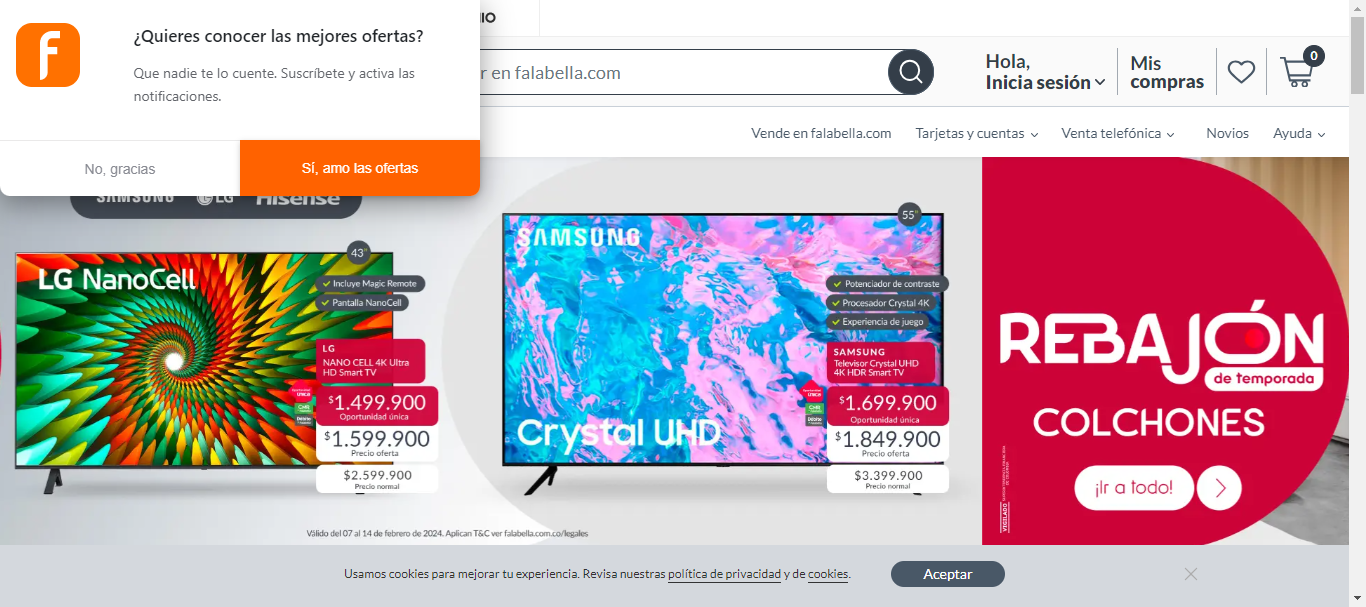 ¿Quieres conocer las mejores ofertas?
Que nadie te lo cuente. Suscríbete y activa las
notificaciones.
No, gracias
Sí, amo las ofertas
IO
r en falabella.com
Hola,
Inicia sesión
Mis
compras
0
Vende en falabella.com
Tarjetas y cuentas
Venta telefónica
Novios
Ayuda
SAMSUNG
LG
Hisense
43"
LG NanoCell
Incluye Magic Remote
Pantalla NanoCell
LG
NANO CELL 4K Ultra
HD Smart TV
$1.499.900
Oportunidad única
$1.599.900
Precio oferta
$2.599.900
Precio normal
55"
SAMSUNG
Potenciador de contraste
Procesador Crystal 4K
Experiencia de juego
SAMSUNG
Televisor Crystal UHD
4K HDR Smart TV
$1.699.900
Oportunidad única
Crystal UHD
$1.849.900
Precio oferta
$3.399.900
Precio normal
Válido del 07 al 14 de febrero de 2024. Aplican T&C ver falabella.com.co/legales
REBAJÓN
de temporada
COLCHONES
¡Ir a todo!
VIGILADO
Usamos cookies para mejorar tu experiencia. Revisa nuestras política de privacidad y de cookies.
Aceptar